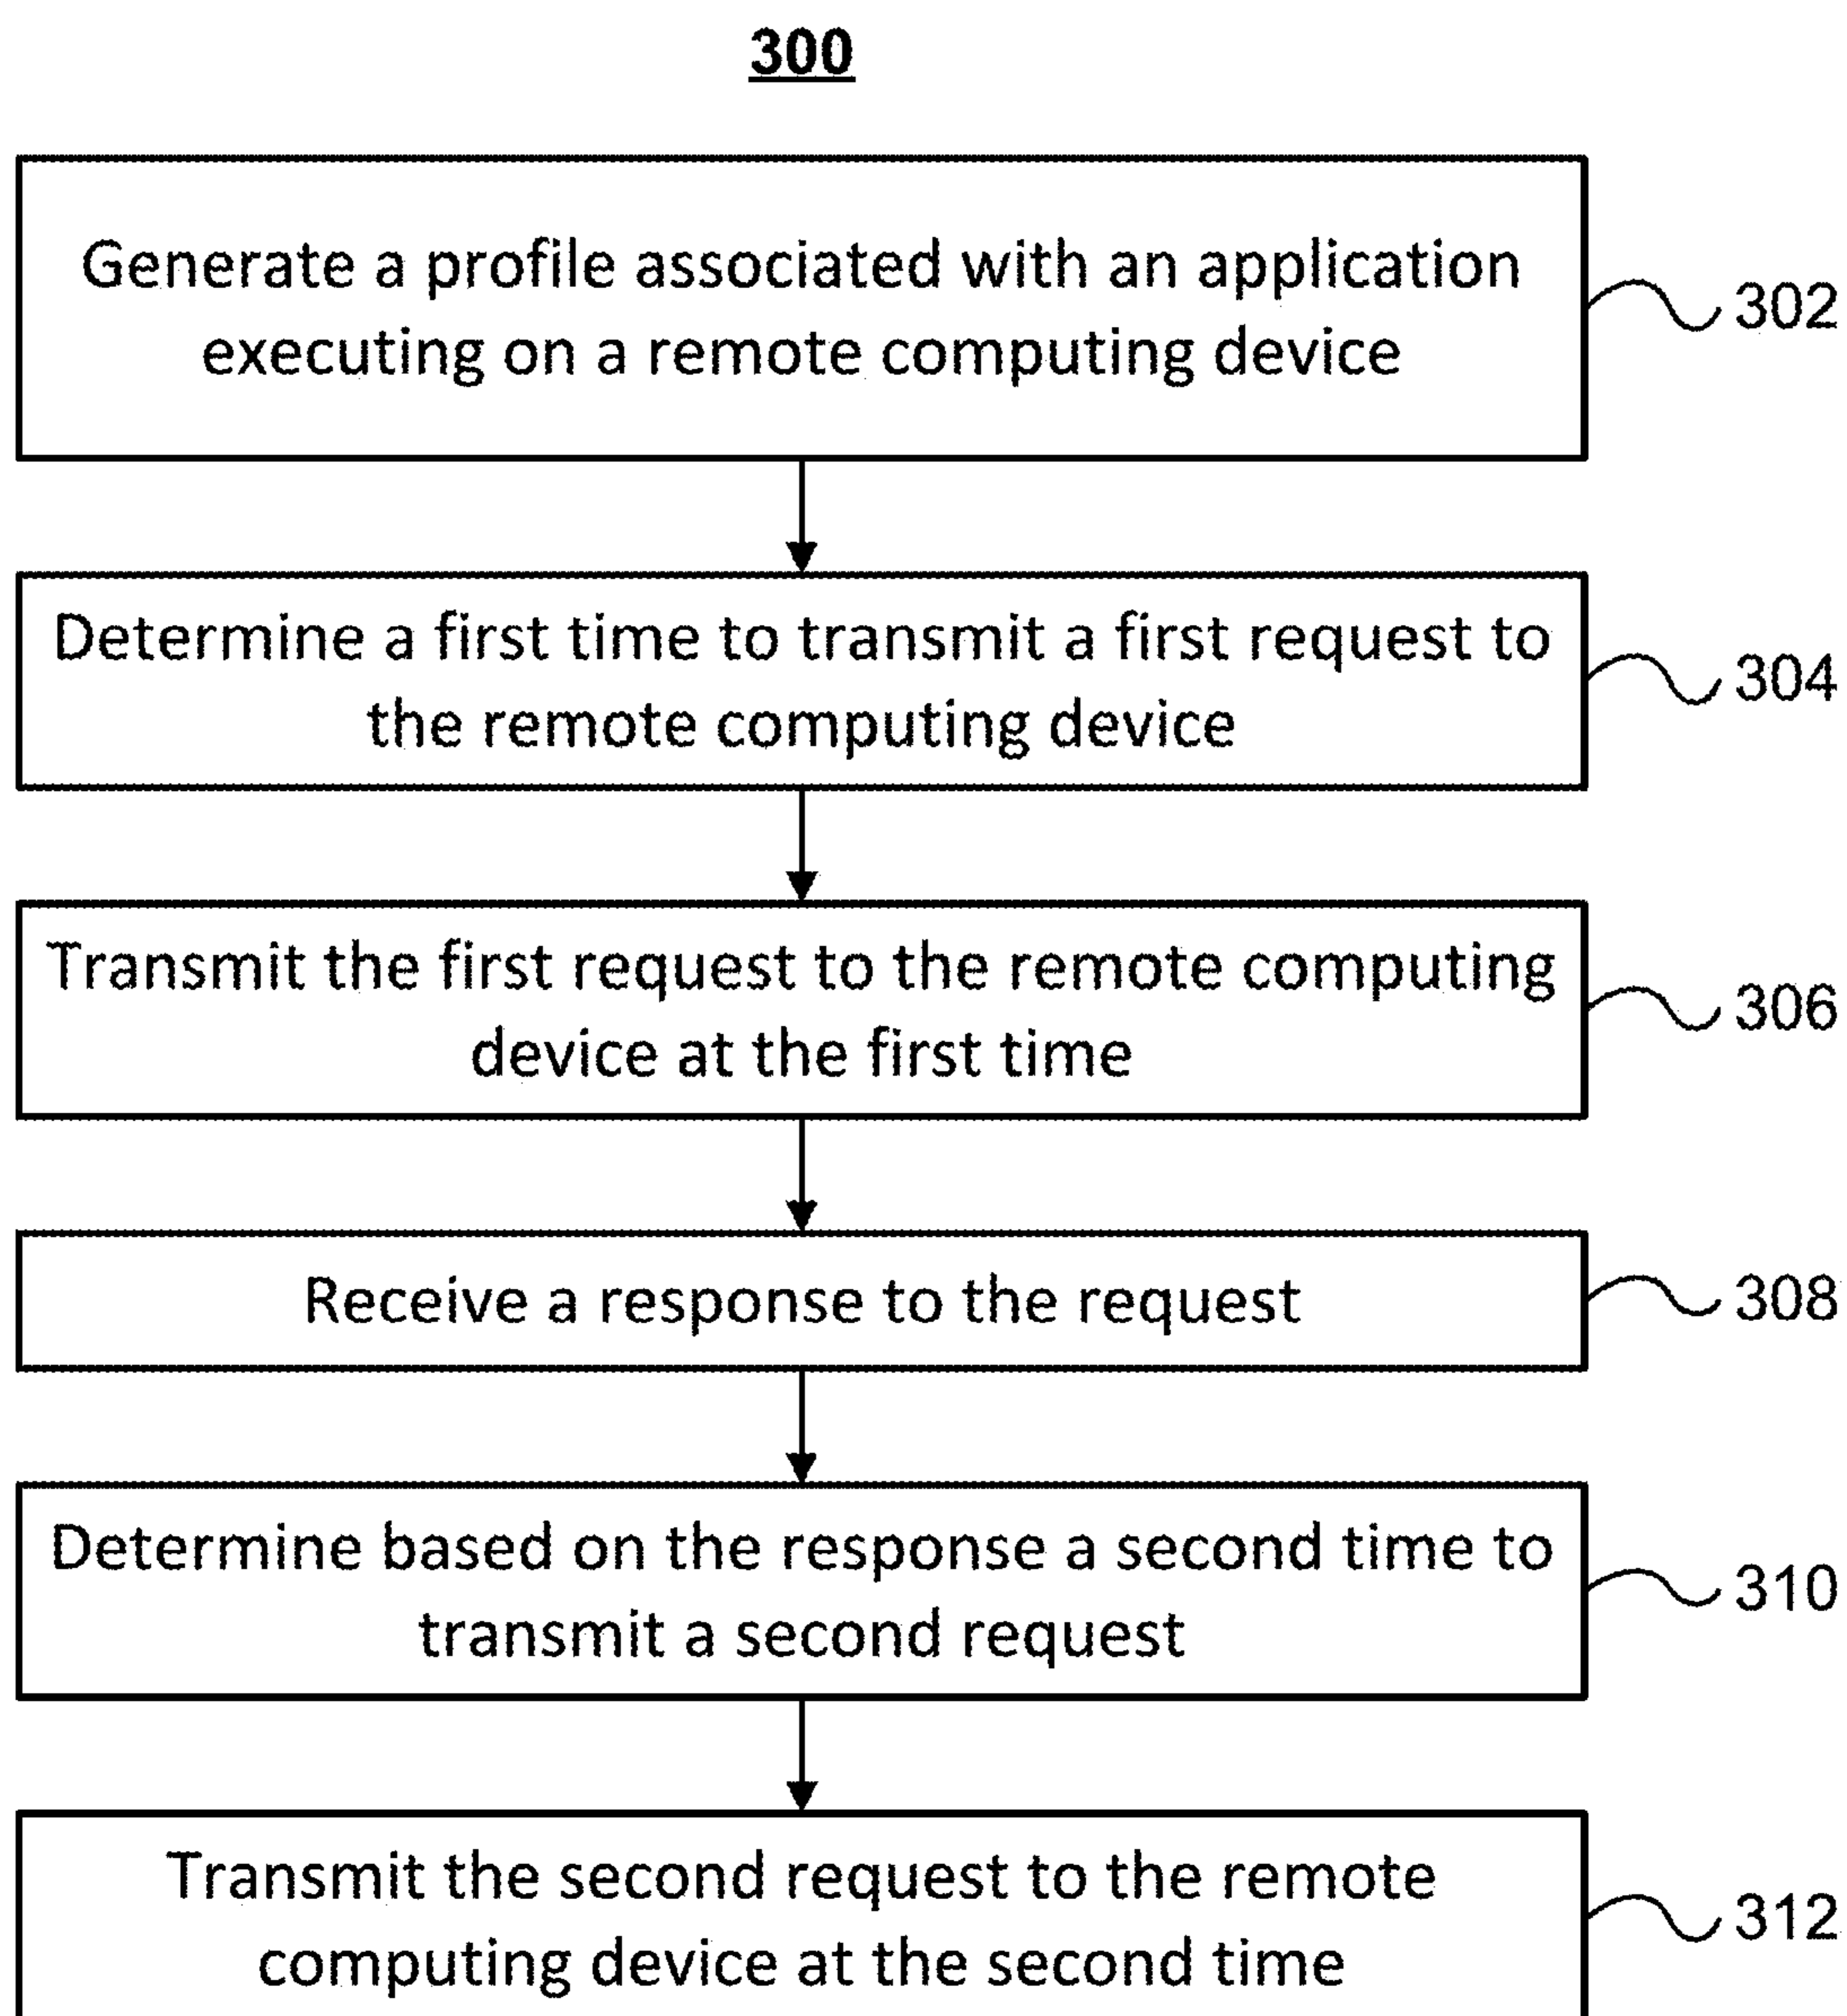 300
Generate a profile associated with an application
executing on a remote computing device
302
Determine a first time to transmit a first request to
the remote computing device
304
Transmit the first request to the remote computing
device at the first time
306
Receive a response to the request
308
Determine based on the response a second time to
transmit a second request
310
Transmit the second request to the remote
computing device at the second time
312